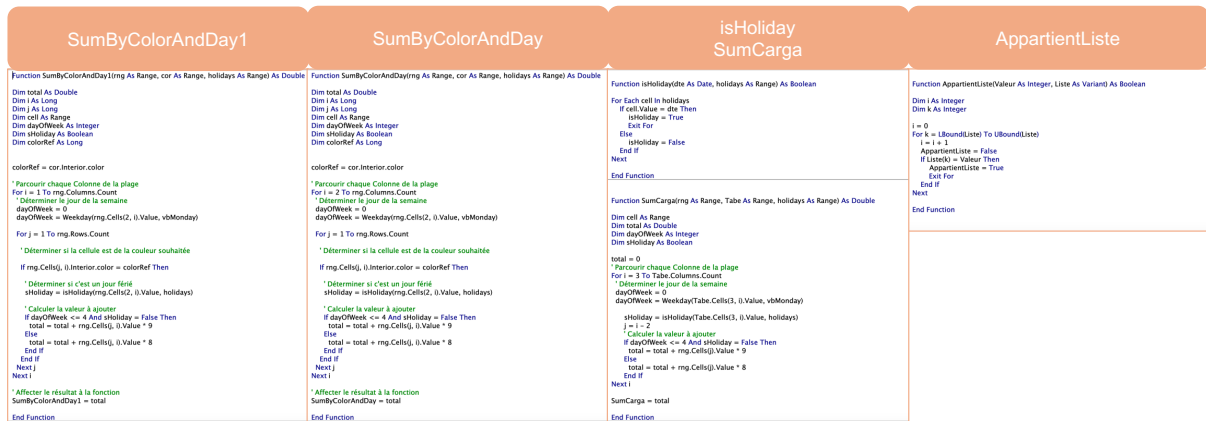 SumByColorAndDay1
Function SumByColorAndDay1(rng As Range, cor As Range, holidays As Range) As Double
Dim total As Double
Dim i As Long
Dim j As Long
Dim cell As Range
Dim dayOfWeek As Integer
Dim sHoliday As Boolean
Dim colorRef As Long
colorRef = cor.Interior.color
' Parcourir chaque Colonne de la plage
For i = 1 To rng.Columns.Count
' Déterminer le jour de la semaine
dayOfWeek = 0
dayOfWeek = Weekday(rng.Cells(2, i).Value, vbMonday)
For j = 1 To rng.Rows.Count
' Déterminer si la cellule est de la couleur souhaitée
If rng.Cells(j, i).Interior.color = colorRef Then
' Déterminer si c'est un jour férié
sHoliday = isHoliday(rng.Cells(2, i).Value, holidays)
' Calculer la valeur à ajouter
If dayOfWeek <= 4 And sHoliday = False Then
total = total + rng.Cells(j, i).Value * 9
Else
total = total + rng.Cells(j, i).Value * 8
End If
End If
Next j
Next i
' Affecter le résultat à la fonction
SumByColorAndDay1 = total
End Function
SumByColorAndDay
Function SumByColorAndDay(rng As Range, cor As Range, holidays As Range) As Double
Dim total As Double
Dim i As Long
Dim j As Long
Dim cell As Range
Dim dayOfWeek As Integer
Dim sHoliday As Boolean
Dim colorRef As Long
colorRef = cor.Interior.color
' Parcourir chaque Colonne de la plage
For i = 2 To rng.Columns.Count
' Déterminer le jour de la semaine
dayOfWeek = 0
dayOfWeek = Weekday(rng.Cells(2, i).Value, vbMonday)
For j = 1 To rng.Rows.Count
' Déterminer si la cellule est de la couleur souhaitée
If rng.Cells(j, i).Interior.color = colorRef Then
' Déterminer si c'est un jour férié
sHoliday = isHoliday(rng.Cells(2, i).Value, holidays)
' Calculer la valeur à ajouter
If dayOfWeek <= 4 And sHoliday = False Then
total = total + rng.Cells(j, i).Value * 9
Else
total = total + rng.Cells(j, i).Value * 8
End If
End If
Next j
Next i
' Affecter le résultat à la fonction
SumByColorAndDay = total
End Function
isHoliday
SumCarga
Function isHoliday(dte As Date, holidays As Range) As Boolean
For Each cell In holidays
If cell.Value = dte Then
isHoliday = True
Exit For
Else
isHoliday = False
End If
Next
End Function
Function SumCarga(rng As Range, Tabe As Range, holidays As Range) As Double
Dim cell As Range
Dim total As Double
Dim dayOfWeek As Integer
Dim sHoliday As Boolean
total = 0
' Parcourir chaque Colonne de la plage
For i = 3 To Tabe.Columns.Count
' Déterminer le jour de la semaine
dayOfWeek = 0
dayOfWeek = Weekday(Tabe.Cells(3, i).Value, vbMonday)
sHoliday = isHoliday(Tabe.Cells(3, i).Value, holidays)
j = i - 2
' Calculer la valeur à ajouter
If dayOfWeek <= 4 And sHoliday = False Then
total = total + rng.Cells(j).Value * 9
Else
total = total + rng.Cells(j).Value * 8
End If
Next i
SumCarga = total
End Function
AppartientListe
Function AppartientListe(Valeur As Integer, Liste As Variant) As Boolean
Dim i As Integer
Dim k As Integer
i = 0
For k = LBound(Liste) To UBound(Liste)
i = i + 1
AppartientListe = False
If Liste(k) = Valeur Then
AppartientListe = True
Exit For
End If
Next
End Function